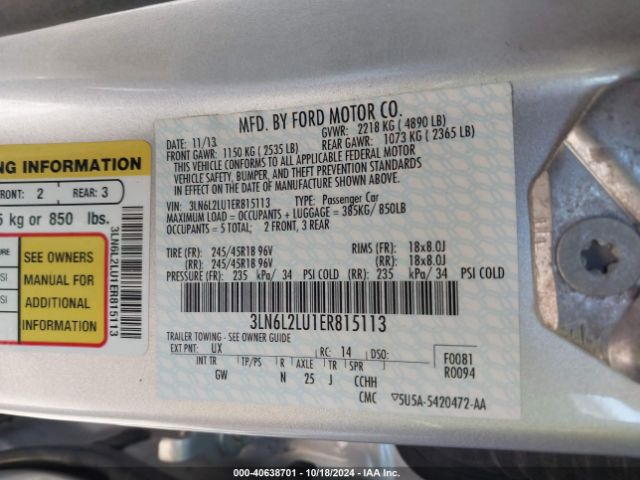 MFD. BY FORD MOTOR CO.
DATE: 11/13 GVWR: 2218 KG ( 4890 LB)
FRONT GAWR: 1150 KG ( 2535 LB) REAR GAWR: 1073 KG ( 2365 LB)
THIS VEHICLE CONFORMS TO ALL APPLICABLE FEDERAL MOTOR
VEHICLE SAFETY, BUMPER, AND THEFT PREVENTION STANDARDS
IN EFFECT ON THE DATE OF MANUFACTURE SHOWN ABOVE.
VIN: 3LN6L2LU1ER815113 TYPE: Passenger Car
MAXIMUM LOAD = OCCUPANTS + LUGGAGE = 385KG/850LB
OCCUPANTS = 5 TOTAL: 2 FRONT, 3 REAR
TIRE (FR): 245/45R18 96V RIMS (FR): 18x8.0J
(RR): 245/45R18 96V (RR): 18x8.0J
PRESSURE (FR): 235 kPa/ 34 PSI COLD (RR): 235 kPa/ 34 PSI COLD
3LN6L2LU1ER815113
TRAILER TOWING - SEE OWNER GUIDE
EXT PNT: UX RC: 14 DSO: F0081
INT TR TP/PS R AXLE TR SPR R0094
GW N 25 J CCHH
CMC 5U5A-5420472-AA
NG INFORMATION
FRONT: 2 REAR: 3
5 kg or 850 lbs.
URE SEE OWNERS
SI MANUAL FOR
SI ADDITIONAL
INFORMATION
3LN6L2LU1ER815113
000-40638701 - 10/18/2024 - IAA Inc.